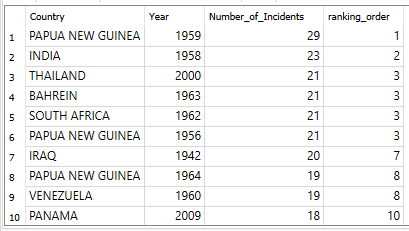 Country Year Number_of_Incidents ranking_order
1 PAPUA NEW GUINEA 1959 29 1
2 INDIA 1958 23 2
3 THAILAND 2000 21 3
4 BAHREIN 1963 21 3
5 SOUTH AFRICA 1962 21 3
6 PAPUA NEW GUINEA 1956 21 3
7 IRAQ 1942 20 7
8 PAPUA NEW GUINEA 1964 19 8
9 VENEZUELA 1960 19 8
10 PANAMA 2009 18 10